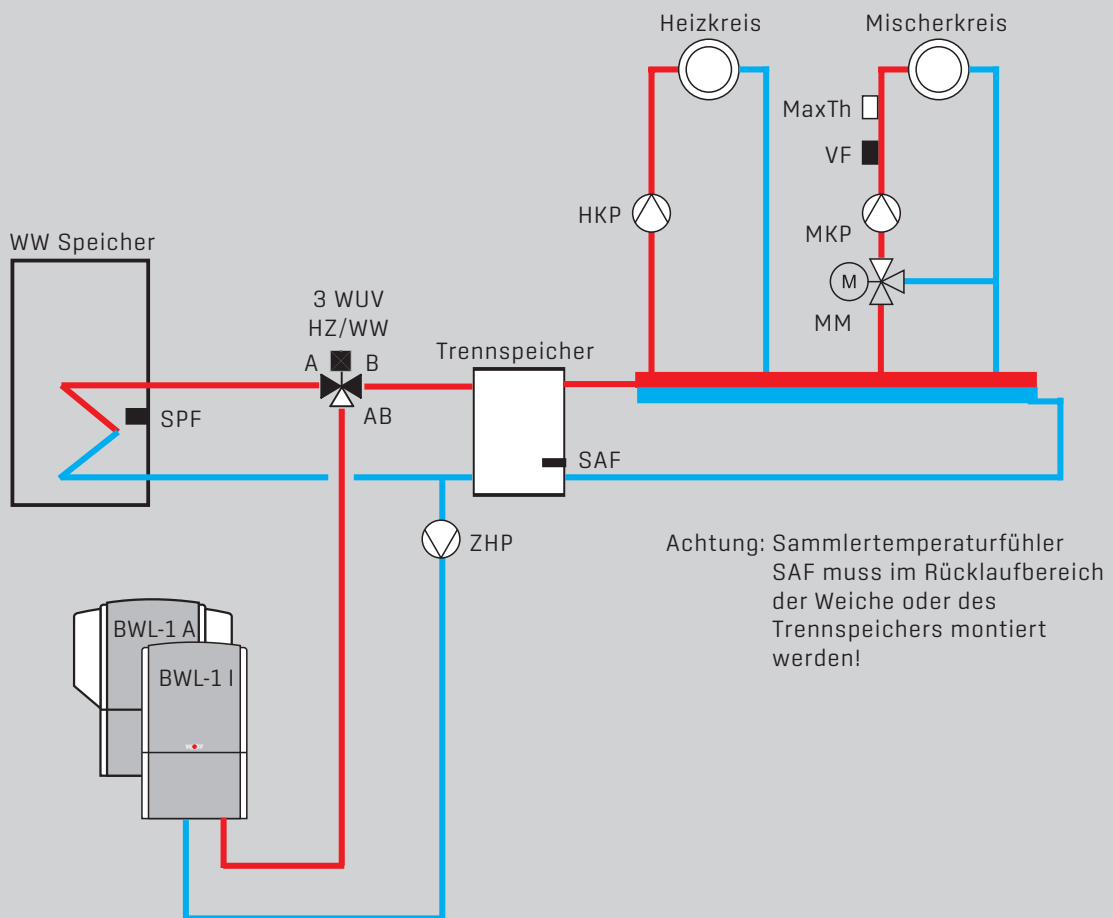 Heizkreis
Mischerkreis
MaxTh
VF
HKP
MKP
WW Speicher
M
3 WUV
HZ/WW
MM
Trennspeicher
A
B
AB
SPF
SAF
ZHP
Achtung: Sammlertemperaturfühler
SAF muss im Rücklaufbereich
der Weiche oder des
Trennspeichers montiert
werden!
BWL-1 A
BWL-1 I